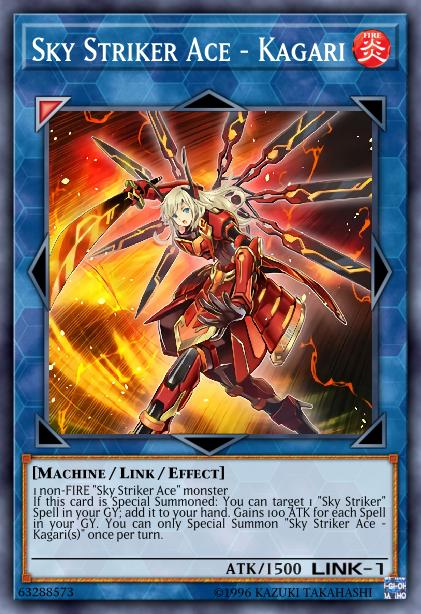 SKY STRIKER ACE - KAGARI
FIRE
炎
[MACHINE / LINK / EFFECT]
1 non-FIRE "Sky Striker Ace" monster
If this card is Special Summoned: You can target 1 "Sky Striker"
Spell in your GY; add it to your hand. Gains 100 ATK for each Spell
in your GY. You can only Special Summon "Sky Striker Ace -
Kagari(s)" once per turn.
ATK/1500 LINK-1
63288573
©1996 KAZUKI TAKAHASHI